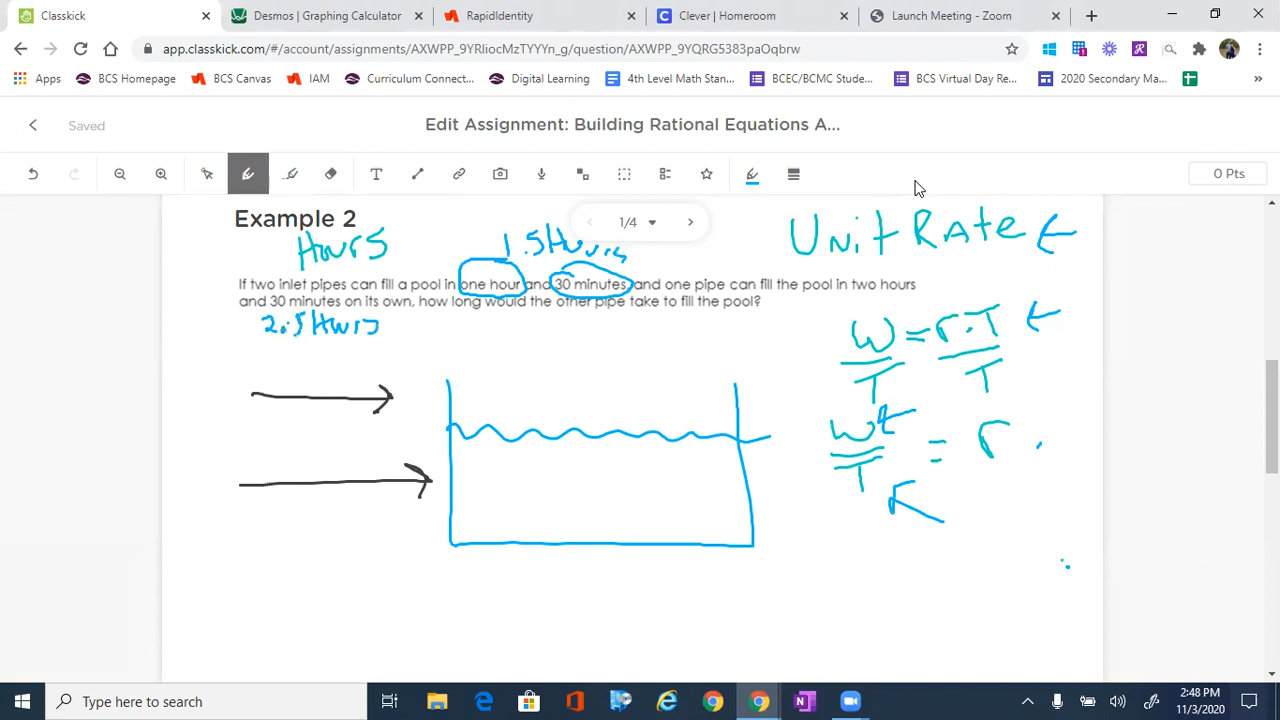 Classkick
Desmos | Graphing Calculator
RapidIdentity
Clever | Homeroom
Launch Meeting - Zoom
app.classkick.com/#/account/assignments/AXWPP_9YRIiocMzTYYYn_g/question/AXWPP_9YQRG5383paOqbrw
Apps
BCS Homepage
BCS Canvas
IAM
Curriculum Connect...
Digital Learning
4th Level Math Stan...
BCEC/BCMC Stude...
BCS Virtual Day Re...
2020 Secondary Ma...
»
Saved
Edit Assignment: Building Rational Equations A...
T
0 Pts
Example 2
1/4
Unit Rate
Hours
1.5 Hours
If two inlet pipes can fill a pool in one hour and 30 minutes, and one pipe can fill the pool in two hours
and 30 minutes on its own, how long would the other pipe take to fill the pool?
2.5 Hours
W = r · T
T T
W = r
T
Type here to search
2:48 PM
11/3/2020